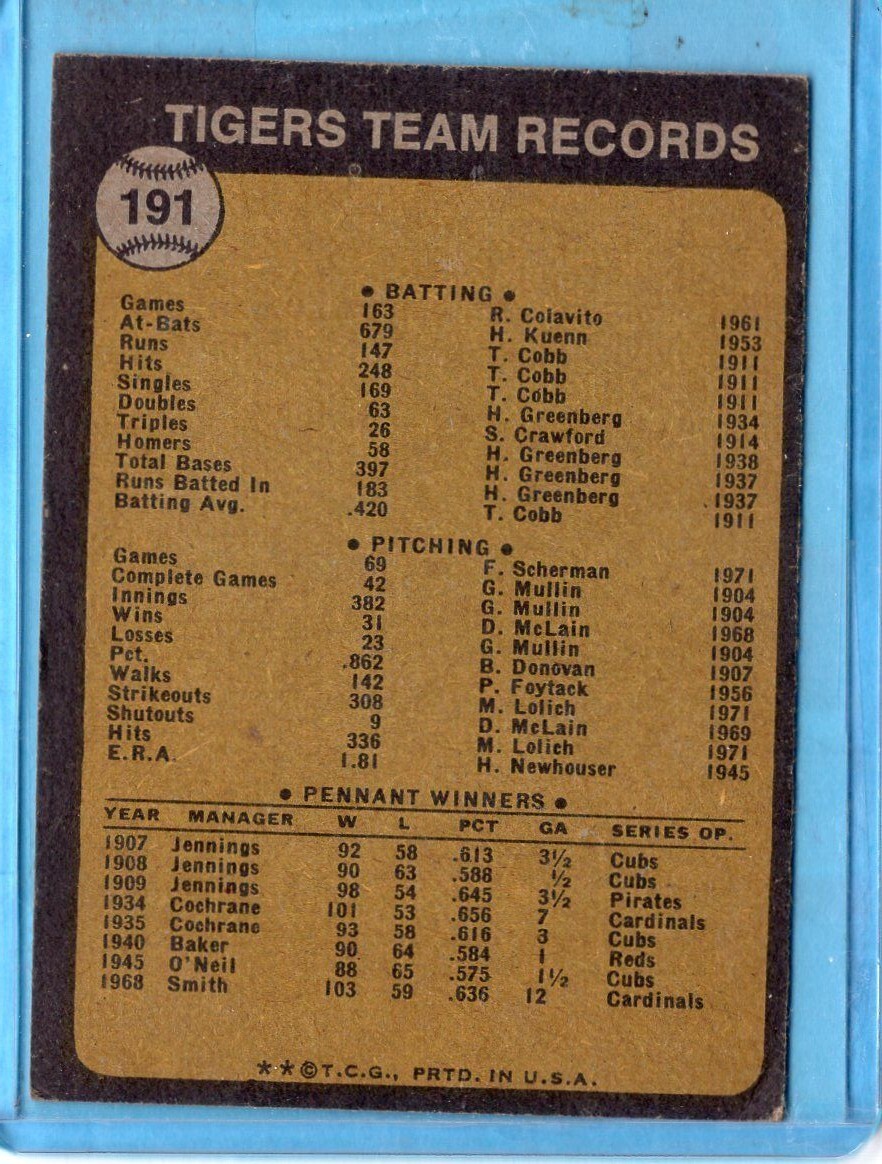 TIGERS TEAM RECORDS
191
• BATTING •
Games 163 R. Colavito 1961
At-Bats 679 H. Kuenn 1953
Runs 147 T. Cobb 1911
Hits 248 T. Cobb 1911
Singles 169 T. Cobb 1911
Doubles 63 H. Greenberg 1934
Triples 26 S. Crawford 1914
Homers 58 H. Greenberg 1938
Total Bases 397 H. Greenberg 1937
Runs Batted In 183 H. Greenberg 1937
Batting Avg. .420 T. Cobb 1911
• PITCHING •
Games 69 F. Scherman 1971
Complete Games 42 G. Mullin 1904
Innings 382 G. Mullin 1904
Wins 31 D. McLain 1968
Losses 23 G. Mullin 1904
Pct. .862 B. Donovan 1907
Walks 142 P. Foytack 1956
Strikeouts 308 M. Lolich 1971
Shutouts 9 D. McLain 1969
Hits 336 M. Lolich 1971
E.R.A. 1.81 H. Newhouser 1945
• PENNANT WINNERS •
YEAR MANAGER W L PCT GA SERIES OP.
1907 Jennings 92 58 .613 3½ Cubs
1908 Jennings 90 63 .588 ½ Cubs
1909 Jennings 98 54 .645 3½ Pirates
1934 Cochrane 101 53 .656 7 Cardinals
1935 Cochrane 93 58 .616 3 Cubs
1940 Baker 90 64 .584 1 Reds
1945 O'Neil 88 65 .575 1½ Cubs
1968 Smith 103 59 .636 12 Cardinals
**©T.C.G., PRTD. IN U.S.A.